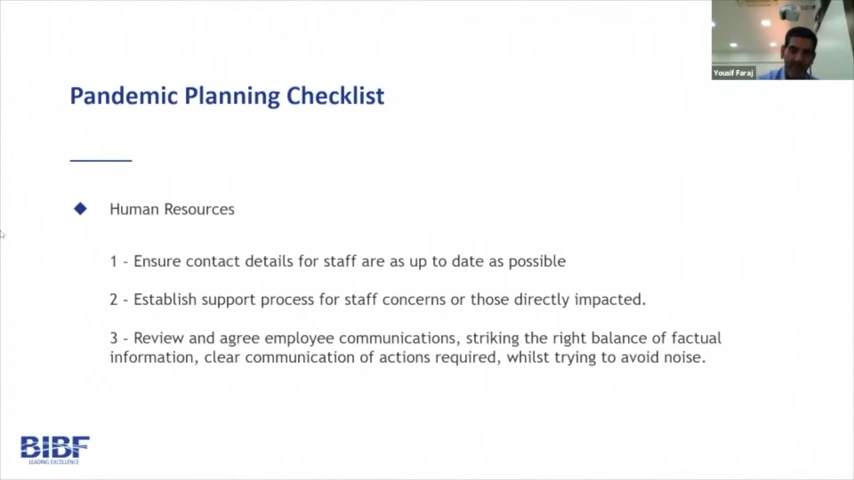 Yousif Faraj
Pandemic Planning Checklist
Human Resources
1 - Ensure contact details for staff are as up to date as possible
2 - Establish support process for staff concerns or those directly impacted.
3 - Review and agree employee communications, striking the right balance of factual
information, clear communication of actions required, whilst trying to avoid noise.
BIBF
LEADING EXCELLENCE